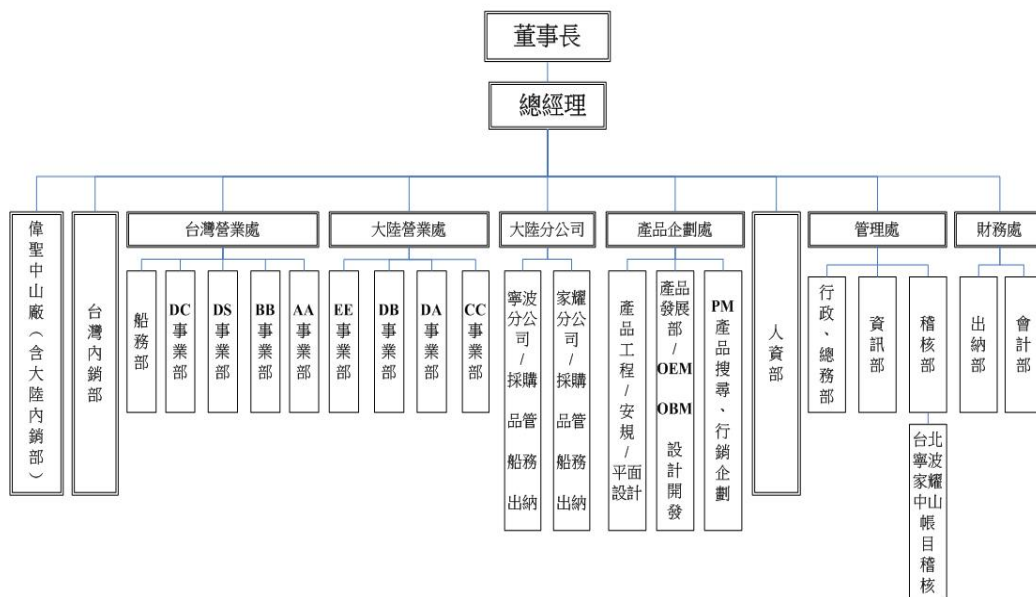 董事長
總經理
偉聖中山廠(含大陸內銷部)
台灣內銷部
台灣營業處
船務部
DC事業部
DS事業部
BB事業部
AA事業部
大陸營業處
EE事業部
DB事業部
DA事業部
CC事業部
大陸分公司
寧波分公司/採購
品管
船務
出納
家耀分公司/採購
品管
船務
出納
產品企劃處
產品工程/安規/平面設計
產品發展部/OEM
OBM
設計開發
PM產品搜尋、行銷企劃
人資部
管理處
行政、總務部
資訊部
稽核部
台北
寧波
家耀
中山
帳目稽核
財務處
出納部
會計部